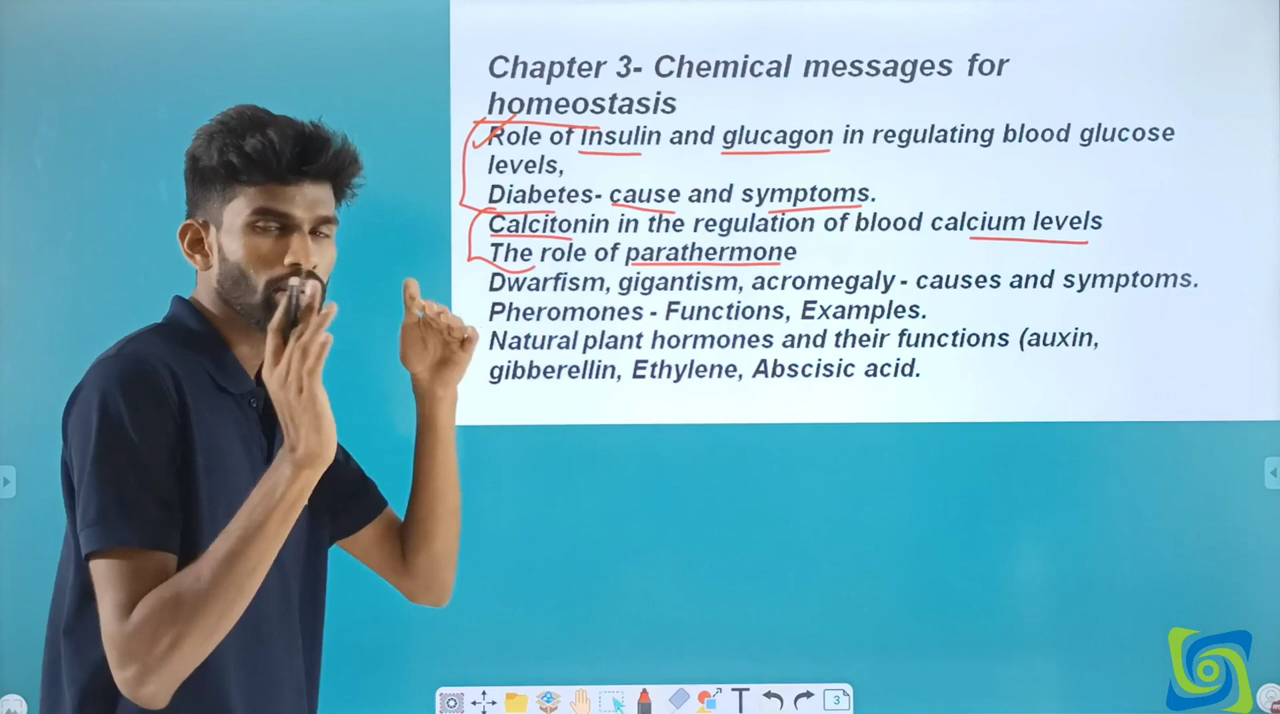 Chapter 3- Chemical messages for
homeostasis
Role of Insulin and glucagon in regulating blood glucose
levels,
Diabetes- cause and symptoms.
Calcitonin in the regulation of blood calcium levels
The role of parathermone
Dwarfism, gigantism, acromegaly - causes and symptoms.
Pheromones - Functions, Examples.
Natural plant hormones and their functions (auxin,
gibberellin, Ethylene, Abscisic acid.
T
3